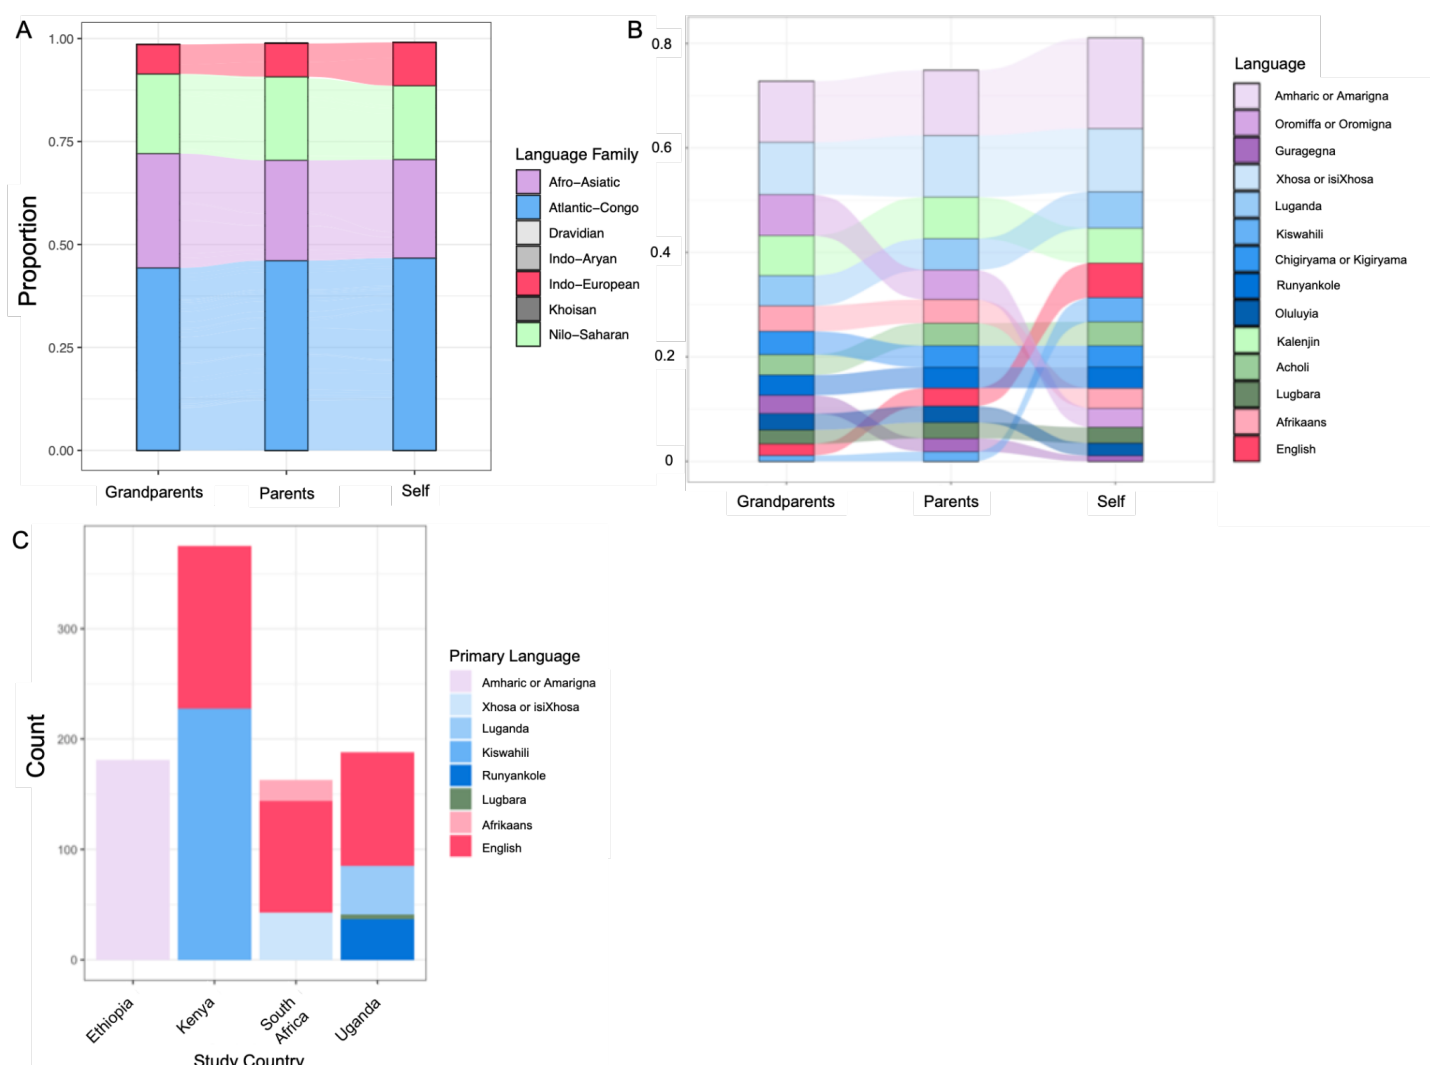 A
1.00
0.75
0.50
0.25
0.00
Proportion
Grandparents
Parents
Self
Language Family
Afro-Asiatic
Atlantic-Congo
Dravidian
Indo-Aryan
Indo-European
Khoisan
Nilo-Saharan
B
0.8
0.6
0.4
0.2
0
Grandparents
Parents
Self
Language
Amharic or Amarigna
Oromiffa or Oromigna
Guragegna
Xhosa or isiXhosa
Luganda
Kiswahili
Chigiryama or Kigiryama
Runyankole
Oluluyia
Kalenjin
Acholi
Lugbara
Afrikaans
English
C
300
200
100
0
Count
Ethiopia
Kenya
South
Africa
Uganda
Study Country
Primary Language
Amharic or Amarigna
Xhosa or isiXhosa
Luganda
Kiswahili
Runyankole
Lugbara
Afrikaans
English